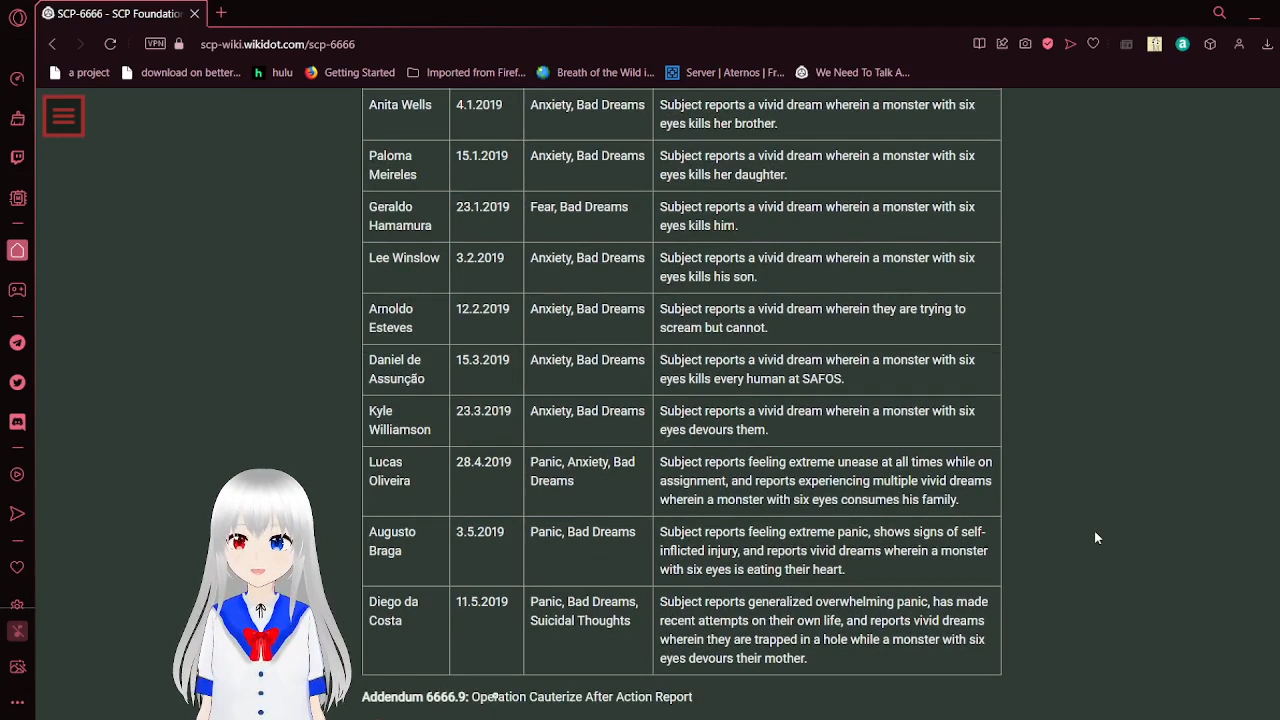 SCP-6666 - SCP Foundation
VPN
scp-wiki.wikidot.com/scp-6666
a project
download on better...
hulu
Getting Started
Imported from Firef...
Breath of the Wild i...
Server | Aternos | Fr...
We Need To Talk A...
Anita Wells 4.1.2019 Anxiety, Bad Dreams Subject reports a vivid dream wherein a monster with six
eyes kills her brother.
Paloma 15.1.2019 Anxiety, Bad Dreams Subject reports a vivid dream wherein a monster with six
Meireles eyes kills her daughter.
Geraldo 23.1.2019 Fear, Bad Dreams Subject reports a vivid dream wherein a monster with six
Hamamura eyes kills him.
Lee Winslow 3.2.2019 Anxiety, Bad Dreams Subject reports a vivid dream wherein a monster with six
eyes kills his son.
Arnoldo 12.2.2019 Anxiety, Bad Dreams Subject reports a vivid dream wherein they are trying to
Esteves scream but cannot.
Daniel de 15.3.2019 Anxiety, Bad Dreams Subject reports a vivid dream wherein a monster with six
Assunção eyes kills every human at SAFOS.
Kyle 23.3.2019 Anxiety, Bad Dreams Subject reports a vivid dream wherein a monster with six
Williamson eyes devours them.
Lucas 28.4.2019 Panic, Anxiety, Bad Subject reports feeling extreme unease at all times while on
Oliveira Dreams assignment, and reports experiencing multiple vivid dreams
wherein a monster with six eyes consumes his family.
Augusto 3.5.2019 Panic, Bad Dreams Subject reports feeling extreme panic, shows signs of self-
Braga inflicted injury, and reports vivid dreams wherein a monster
with six eyes is eating their heart.
Diego da 11.5.2019 Panic, Bad Dreams, Subject reports generalized overwhelming panic, has made
Costa Suicidal Thoughts recent attempts on their own life, and reports vivid dreams
wherein they are trapped in a hole while a monster with six
eyes devours their mother.
Addendum 6666.9: Operation Cauterize After Action Report